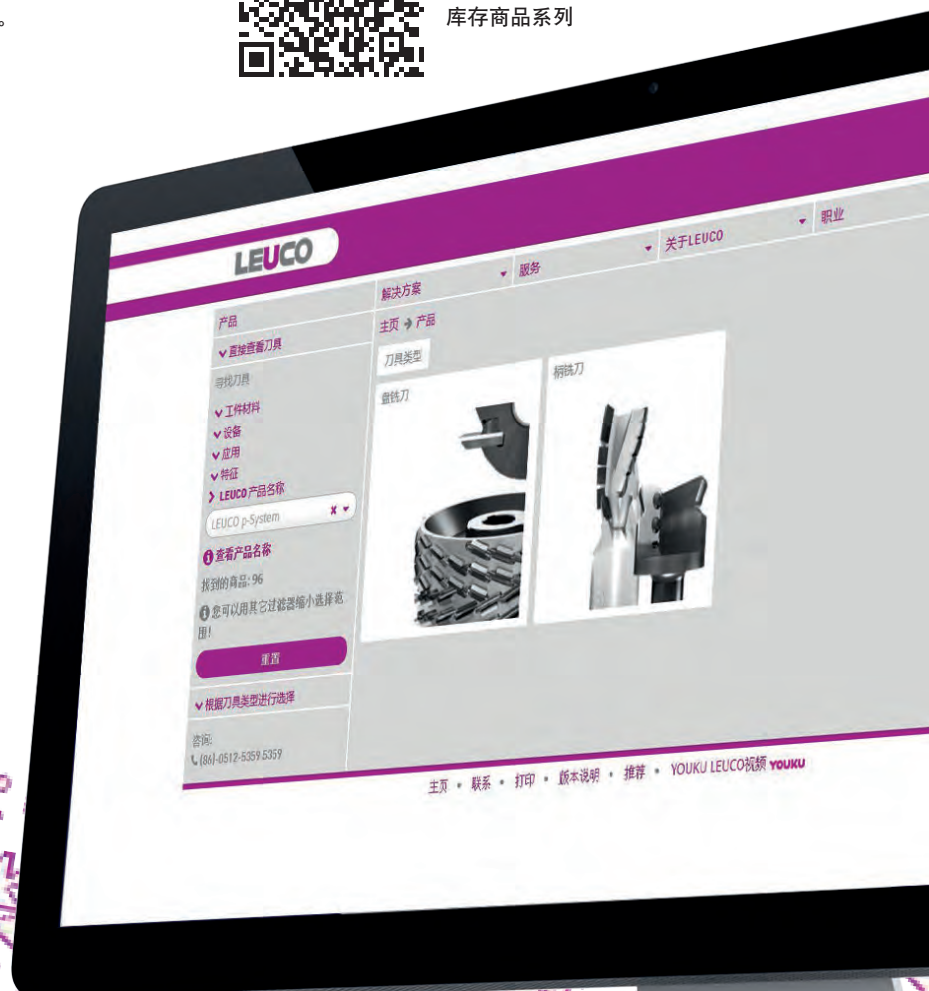 。
库存商品系列
LEUCO
产品
解决方案
服务
关于LEUCO
职业
直接查看刀具
寻找刀具
工件材料
设备
应用
特征
LEUCO 产品名称
LEUCO p-System
x
查看产品名称
找到的商品: 96
您可以用其它过滤器缩小选择范
围!
重置
根据刀具类型进行选择
咨询:
(86)-0512-5359 5359
主页 产品
刀具类型
盘铣刀
柄铣刀
主页 • 联系 • 打印 • 版本说明 • 推荐 • YOUKU LEUCO视频 YOUKU